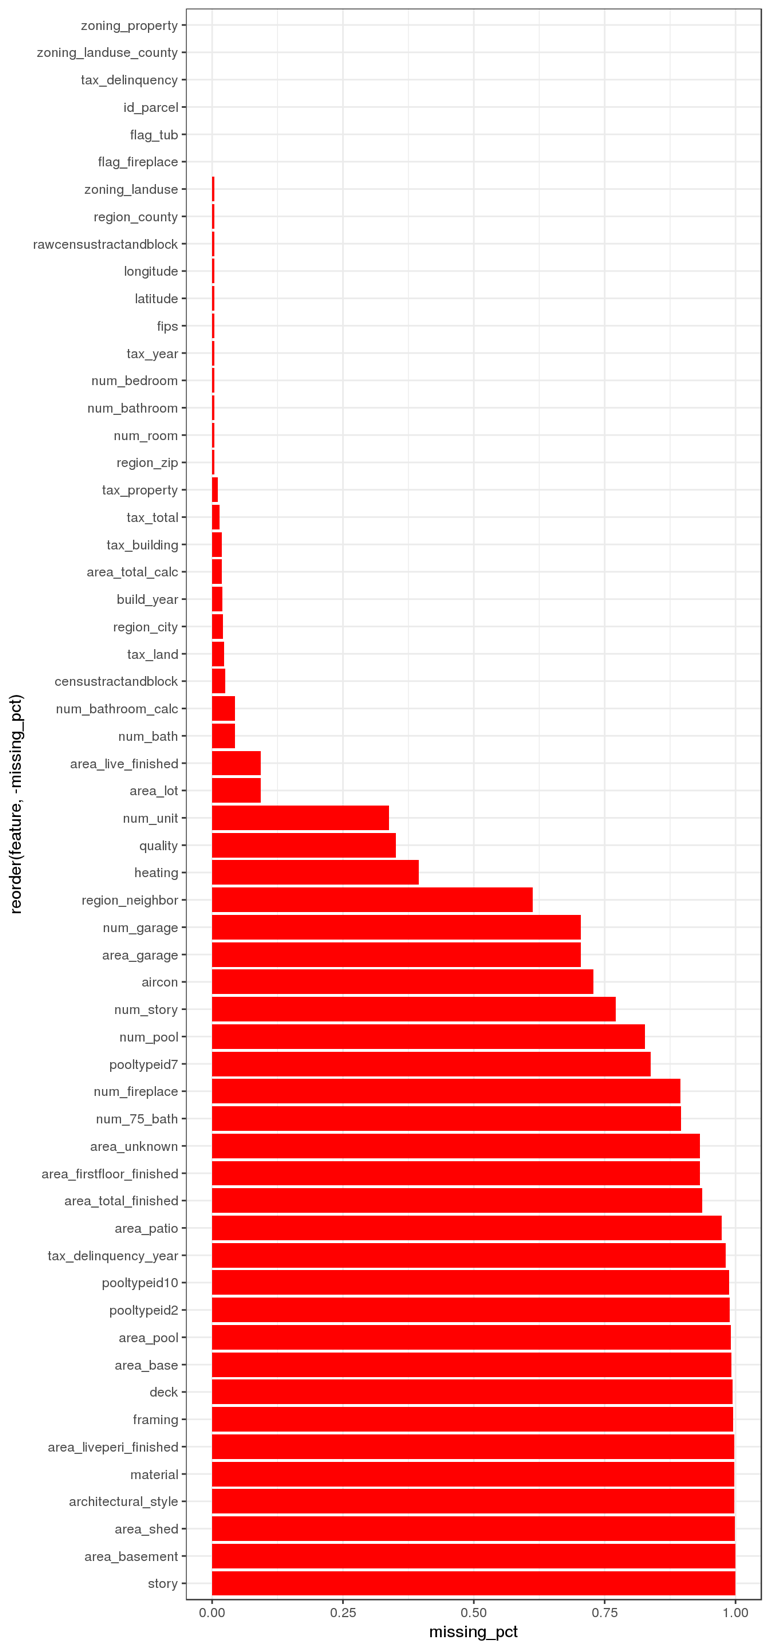 zoning_property
zoning_landuse_county
tax_delinquency
id_parcel
flag_tub
flag_fireplace
zoning_landuse
region_county
rawcensustractandblock
longitude
latitude
fips
tax_year
num_bedroom
num_bathroom
num_room
region_zip
tax_property
tax_total
tax_building
area_total_calc
build_year
region_city
tax_land
censustractandblock
num_bathroom_calc
num_bath
area_live_finished
area_lot
num_unit
quality
heating
region_neighbor
num_garage
area_garage
aircon
num_story
num_pool
pooltypeid7
num_fireplace
num_75_bath
area_unknown
area_firstfloor_finished
area_total_finished
area_patio
tax_delinquency_year
pooltypeid10
pooltypeid2
area_pool
area_base
deck
framing
area_liveperi_finished
material
architectural_style
area_shed
area_basement
story
reorder(feature, -missing_pct)
0.00 0.25 0.50 0.75 1.00
missing_pct